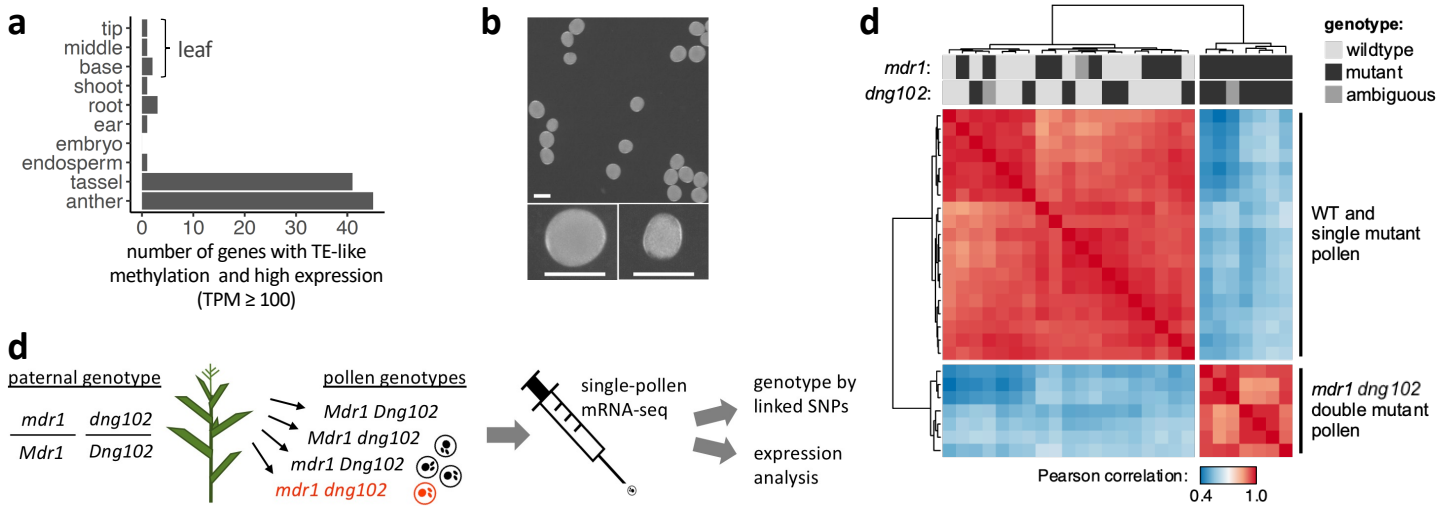 a
tip
middle
base
leaf
shoot
root
ear
embryo
endosperm
tassel
anther
0 10 20 30 40
number of genes with TE-like
methylation and high expression
(TPM ≥ 100)
b
d
paternal genotype
mdr1 dng102
Mdr1 Dng102
pollen genotypes
Mdr1 Dng102
Mdr1 dng102
mdr1 Dng102
mdr1 dng102
single-pollen
mRNA-seq
genotype by
linked SNPs
expression
analysis
d
mdr1:
dng102:
genotype:
wildtype
mutant
ambiguous
WT and
single mutant
pollen
mdr1 dng102
double mutant
pollen
Pearson correlation:
0.4 1.0